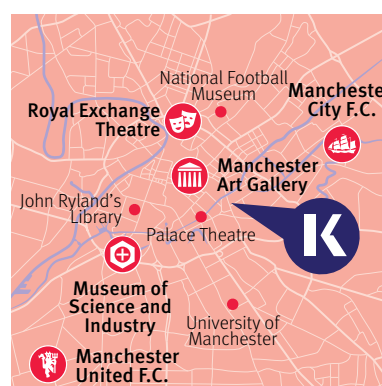 National Football
Museum
Mancheste
City F.C.
Royal Exchange
Theatre
Manchester
Art Gallery
John Ryland's
Library
Palace Theatre
K
Museum of
Science and
Industry
University of
Manchester
Manchester
United F.C.